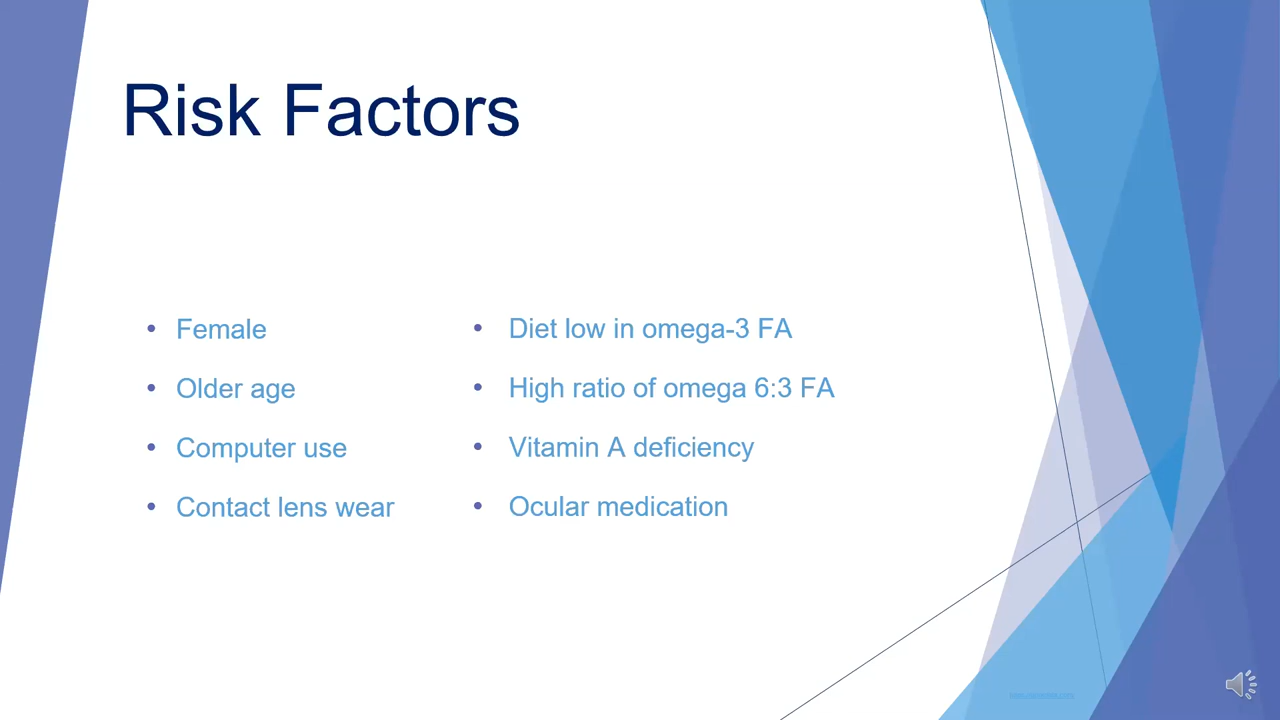 Risk Factors
• Female
• Older age
• Computer use
• Contact lens wear
• Diet low in omega-3 FA
• High ratio of omega 6:3 FA
• Vitamin A deficiency
• Ocular medication